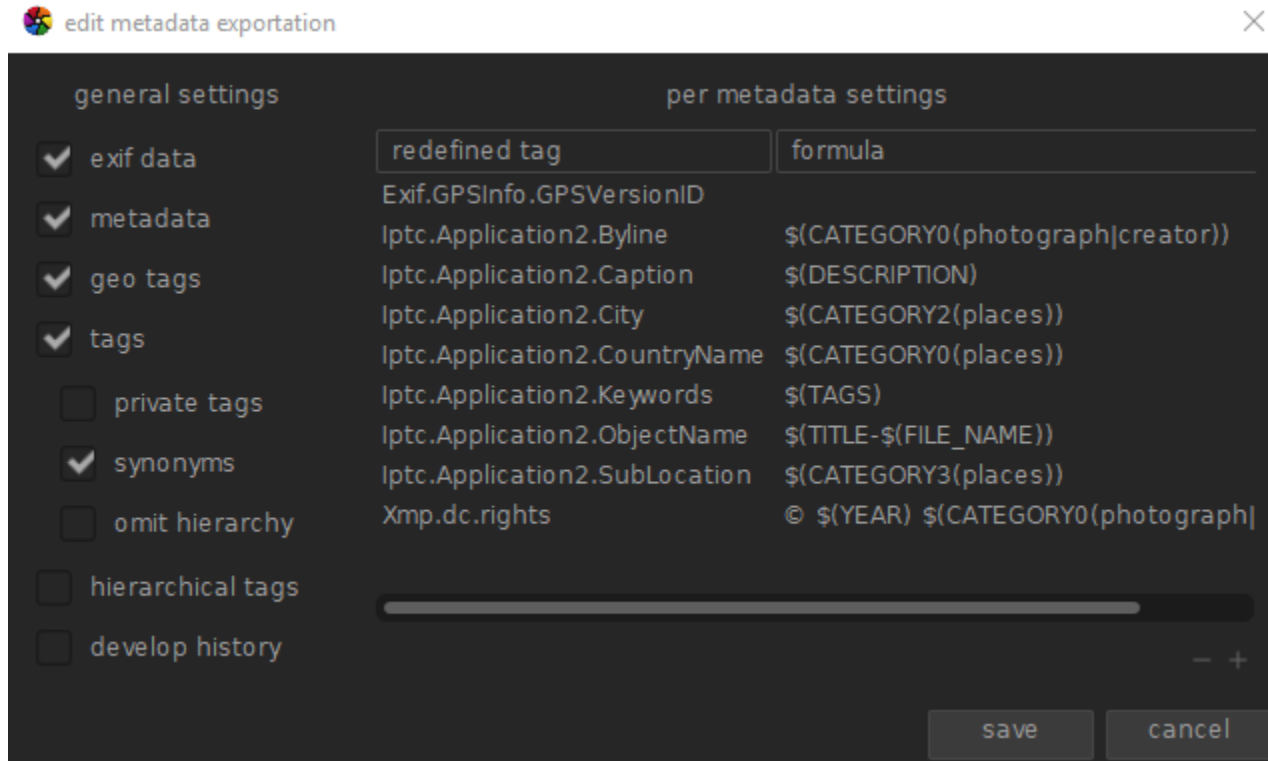 edit metadata exportation
general settings
per metadata settings
exif data
metadata
geo tags
tags
private tags
synonyms
omit hierarchy
hierarchical tags
develop history
redefined tag formula
Exif.GPSInfo.GPSVersionID
Iptc.Application2.Byline $(CATEGORY0(photograph|creator))
Iptc.Application2.Caption $(DESCRIPTION)
Iptc.Application2.City $(CATEGORY2(places))
Iptc.Application2.CountryName $(CATEGORY0(places))
Iptc.Application2.Keywords $(TAGS)
Iptc.Application2.ObjectName $(TITLE-$(FILE_NAME))
Iptc.Application2.SubLocation $(CATEGORY3(places))
Xmp.dc.rights © $(YEAR) $(CATEGORY0(photograph|
save cancel